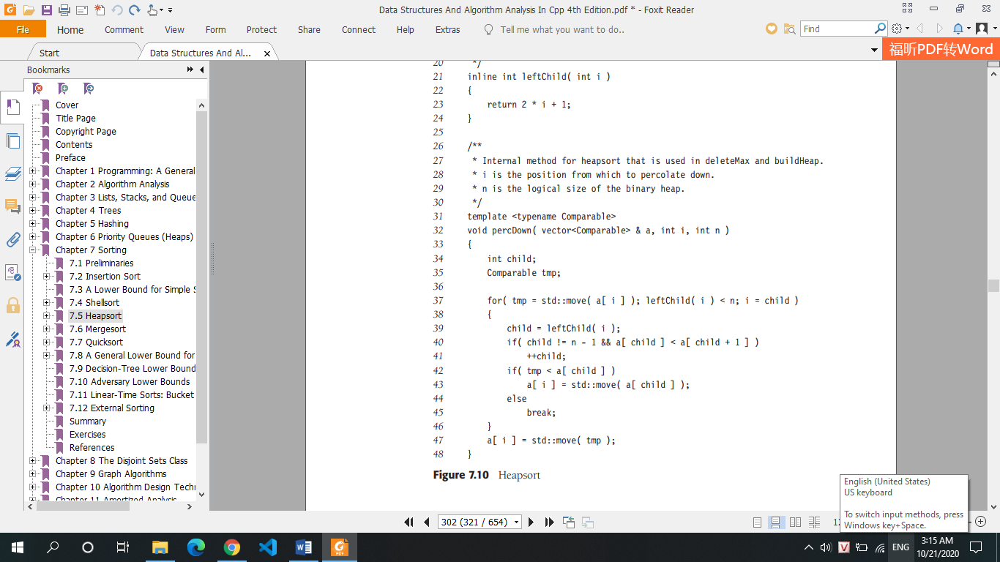 Data Structures And Algorithm Analysis In Cpp 4th Edition.pdf * - Foxit Reader
File
Home
Comment
View
Form
Protect
Share
Connect
Help
Extras
Tell me what you want to do..
Find
Start
Data Structures And Al...
福昕PDF转Word
Bookmarks
Cover
Title Page
Copyright Page
Contents
Preface
Chapter 1 Programming: A General
Chapter 2 Algorithm Analysis
Chapter 3 Lists, Stacks, and Queue
Chapter 4 Trees
Chapter 5 Hashing
Chapter 6 Priority Queues (Heaps)
Chapter 7 Sorting
7.1 Preliminaries
7.2 Insertion Sort
7.3 A Lower Bound for Simple S
7.4 Shellsort
7.5 Heapsort
7.6 Mergesort
7.7 Quicksort
7.8 A General Lower Bound for
7.9 Decision-Tree Lower Bound
7.10 Adversary Lower Bounds
7.11 Linear-Time Sorts: Bucket
7.12 External Sorting
Summary
Exercises
References
Chapter 8 The Disjoint Sets Class
Chapter 9 Graph Algorithms
Chapter 10 Algorithm Design Techn
Chapter 11 Amortized Analysis
20 */
21 inline int leftChild( int i )
22 {
23 return 2 * i + 1;
24 }
25
26 /**
27 * Internal method for heapsort that is used in deleteMax and buildHeap.
28 * i is the position from which to percolate down.
29 * n is the logical size of the binary heap.
30 */
31 template <typename Comparable>
32 void percDown( vector<Comparable> & a, int i, int n )
33 {
34 int child;
35 Comparable tmp;
36
37 for( tmp = std::move( a[ i ] ); leftChild( i ) < n; i = child )
38 {
39 child = leftChild( i );
40 if( child != n - 1 && a[ child ] < a[ child + 1 ] )
41 ++child;
42 if( tmp < a[ child ] )
43 a[ i ] = std::move( a[ child ] );
44 else
45 break;
46 }
47 a[ i ] = std::move( tmp );
48 }
Figure 7.10 Heapsort
English (United States)
US keyboard
To switch input methods, press
Windows key+Space.
302 (321 / 654)
ENG
3:15 AM
10/21/2020